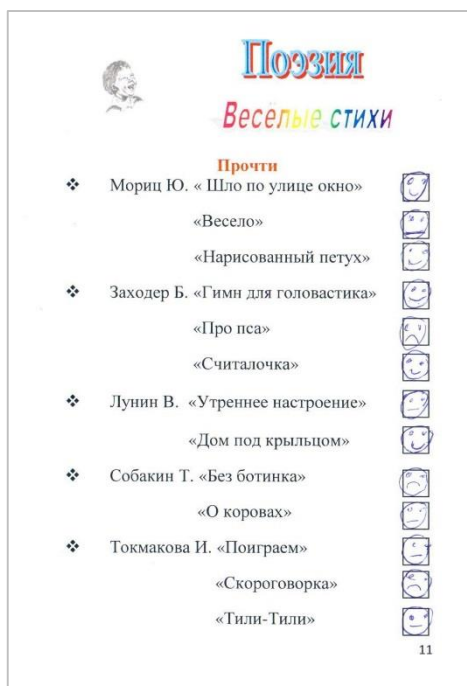 Поэзия
Весёлые стихи
Прочти
❖ Мориц Ю. « Шло по улице окно»
«Весело»
«Нарисованный петух»
❖ Заходер Б. «Гимн для головастика»
«Про пса»
«Считалочка»
❖ Лунин В. «Утреннее настроение»
«Дом под крыльцом»
❖ Собакин Т. «Без ботинка»
«О коровах»
❖ Токмакова И. «Поиграем»
«Скороговорка»
«Тили-Тили»
11